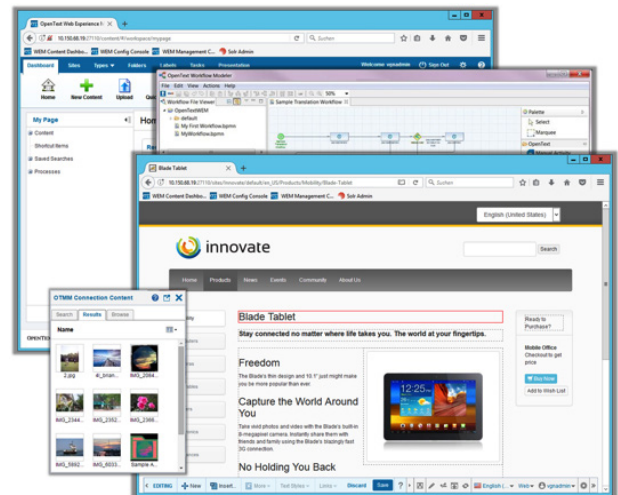 OpenText Web Experience
10.150.88.19:27110/content/#/workspace/mypage
Suchen
WEM Content Dashbo...
WEM Config Console
WEM Management C...
Solr Admin
Dashboard
Sites
Types
Folders
Labels
Tasks
Presentation
Welcome vgnadmin
Sign Out
Home
New Content
Upload
My Page
Content
Shortcut Items
Saved Searches
Processes
OpenText Workflow Modeler
File Edit View Actions Help
50%
Workflow File Viewer
Sample Translation Workflow
OpenTextWEM
default
My First Workflow.bpmn
MyWorkflow.bpmn
Palette
Select
Marquee
OpenText
Manual Activity
Blade Tablet
10.150.88.19:27110/sites/innovate/default/en_US/Products/Mobility/Blade-Tablet
Suchen
WEM Content Dashbo...
WEM Config Console
WEM Management C...
Solr Admin
English (United States)
innovate
Search
Home
Products
News
Events
Community
About Us
Blade Tablet
Stay connected no matter where life takes you. The world at your fingertips.
Freedom
The Blade's thin design and 10.1" just might make
you be more popular than ever.
Capture the World Around
You
Take vivid photos and video with the Blade's built-in
8-megapixel camera. Instantly share them with
friends and family using the Blade's blazingly fast
3G connection.
No Holding You Back
12:25
Ready to
Purchase?
Mobile Office
Checkout to get
price
Buy Now
Add to Wish List
OTMM Connection Content
Search
Results
Browse
Name
2.jpg
4i_brian...
IMG_2094...
IMG_2344...
IMG_2352...
IMG_2366...
IMG_5892...
IMG_6033...
Sample A...
EDITING
New
Insert...
More
Text Styles
Links
Discard
Save
?
English (...
Web
vgnadmin